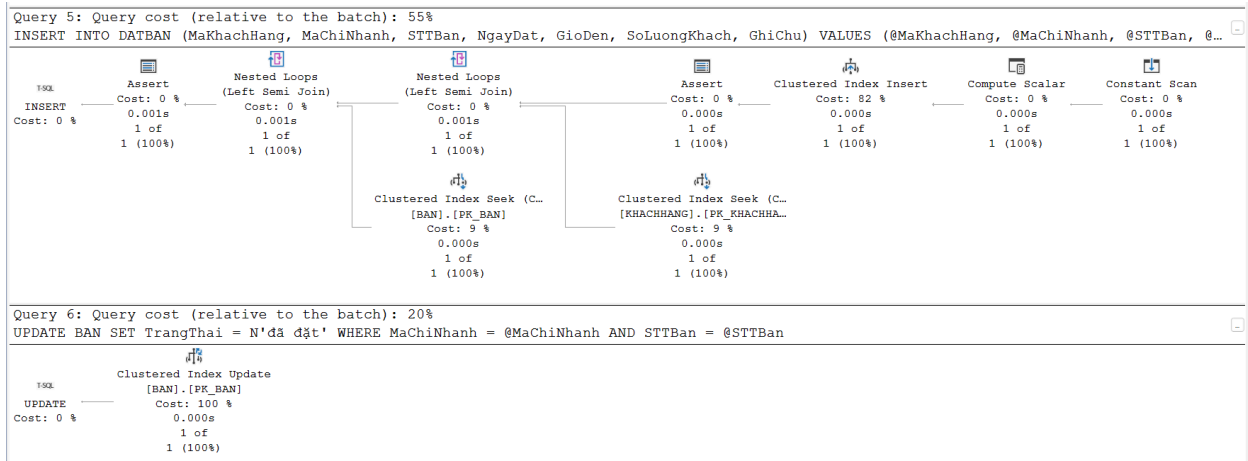 Query 5: Query cost (relative to the batch): 55%
INSERT INTO DATBAN (MaKhachHang, MaChiNhanh, STTBan, NgayDat, GioDen, SoLuongKhach, GhiChu) VALUES (@MaKhachHang, @MaChiNhanh, @STTBan, @…
T-SQL
INSERT
Cost: 0 %
Assert
Cost: 0 %
0.001s
1 of
1 (100%)
Nested Loops
(Left Semi Join)
Cost: 0 %
0.001s
1 of
1 (100%)
Nested Loops
(Left Semi Join)
Cost: 0 %
0.001s
1 of
1 (100%)
Assert
Cost: 0 %
0.000s
1 of
1 (100%)
Clustered Index Insert
Cost: 82 %
0.000s
1 of
1 (100%)
Compute Scalar
Cost: 0 %
0.000s
1 of
1 (100%)
Constant Scan
Cost: 0 %
0.000s
1 of
1 (100%)
Clustered Index Seek (C…
[BAN].[PK_BAN]
Cost: 9 %
0.000s
1 of
1 (100%)
Clustered Index Seek (C…
[KHACHHANG].[PK_KHACHHA…
Cost: 9 %
0.000s
1 of
1 (100%)
Query 6: Query cost (relative to the batch): 20%
UPDATE BAN SET TrangThai = N'đã đặt' WHERE MaChiNhanh = @MaChiNhanh AND STTBan = @STTBan
T-SQL
UPDATE
Cost: 0 %
Clustered Index Update
[BAN].[PK_BAN]
Cost: 100 %
0.000s
1 of
1 (100%)